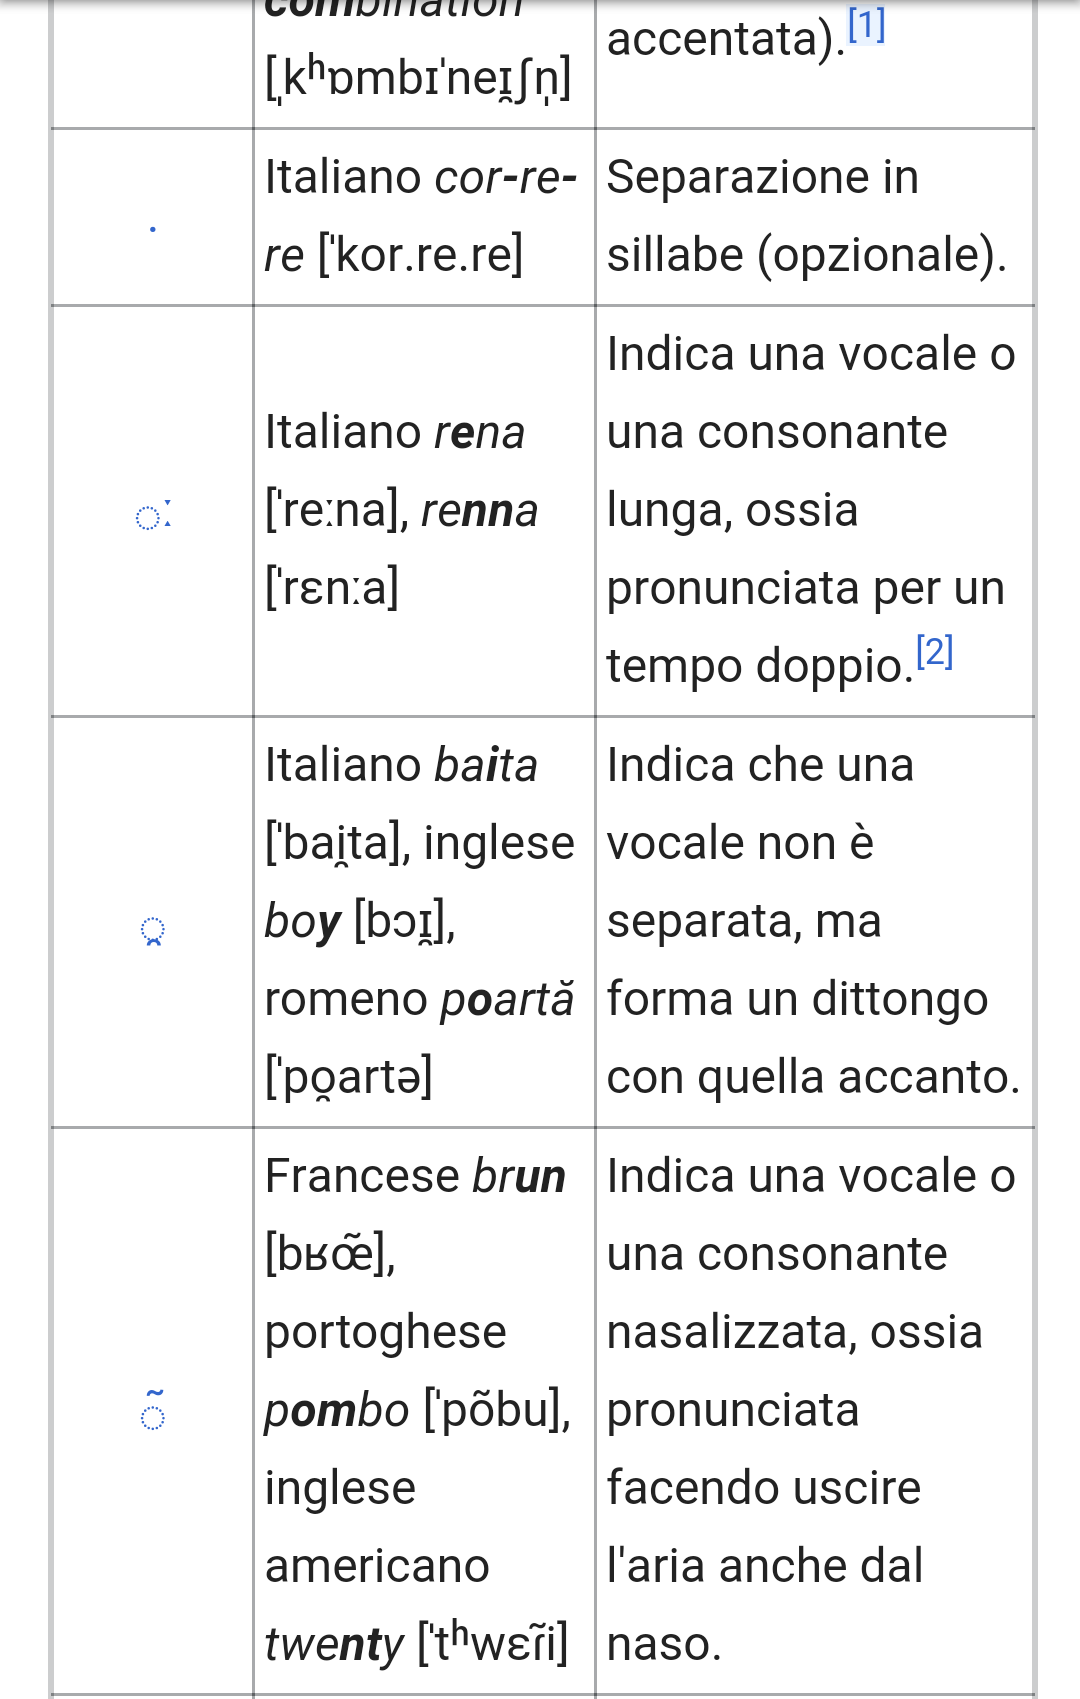 combination
[ˌkʰɒmbɪˈneɪ̯ʃn̩]
accentata).[1]
.
Italiano cor-re-
re [ˈkor.re.re]
Separazione in
sillabe (opzionale).
◌ː
Italiano rena
[ˈreːna], renna
[ˈrɛnːa]
Indica una vocale o
una consonante
lunga, ossia
pronunciata per un
tempo doppio.[2]
◌̯
Italiano baita
[ˈbai̯ta], inglese
boy [bɔɪ̯],
romeno poartă
[ˈpo̯artə]
Indica che una
vocale non è
separata, ma
forma un dittongo
con quella accanto.
◌̃
Francese brun
[bʁœ̃],
portoghese
pombo [ˈpõbu],
inglese
americano
twenty [ˈtʰwɛɾ̃i]
Indica una vocale o
una consonante
nasalizzata, ossia
pronunciata
facendo uscire
l'aria anche dal
naso.